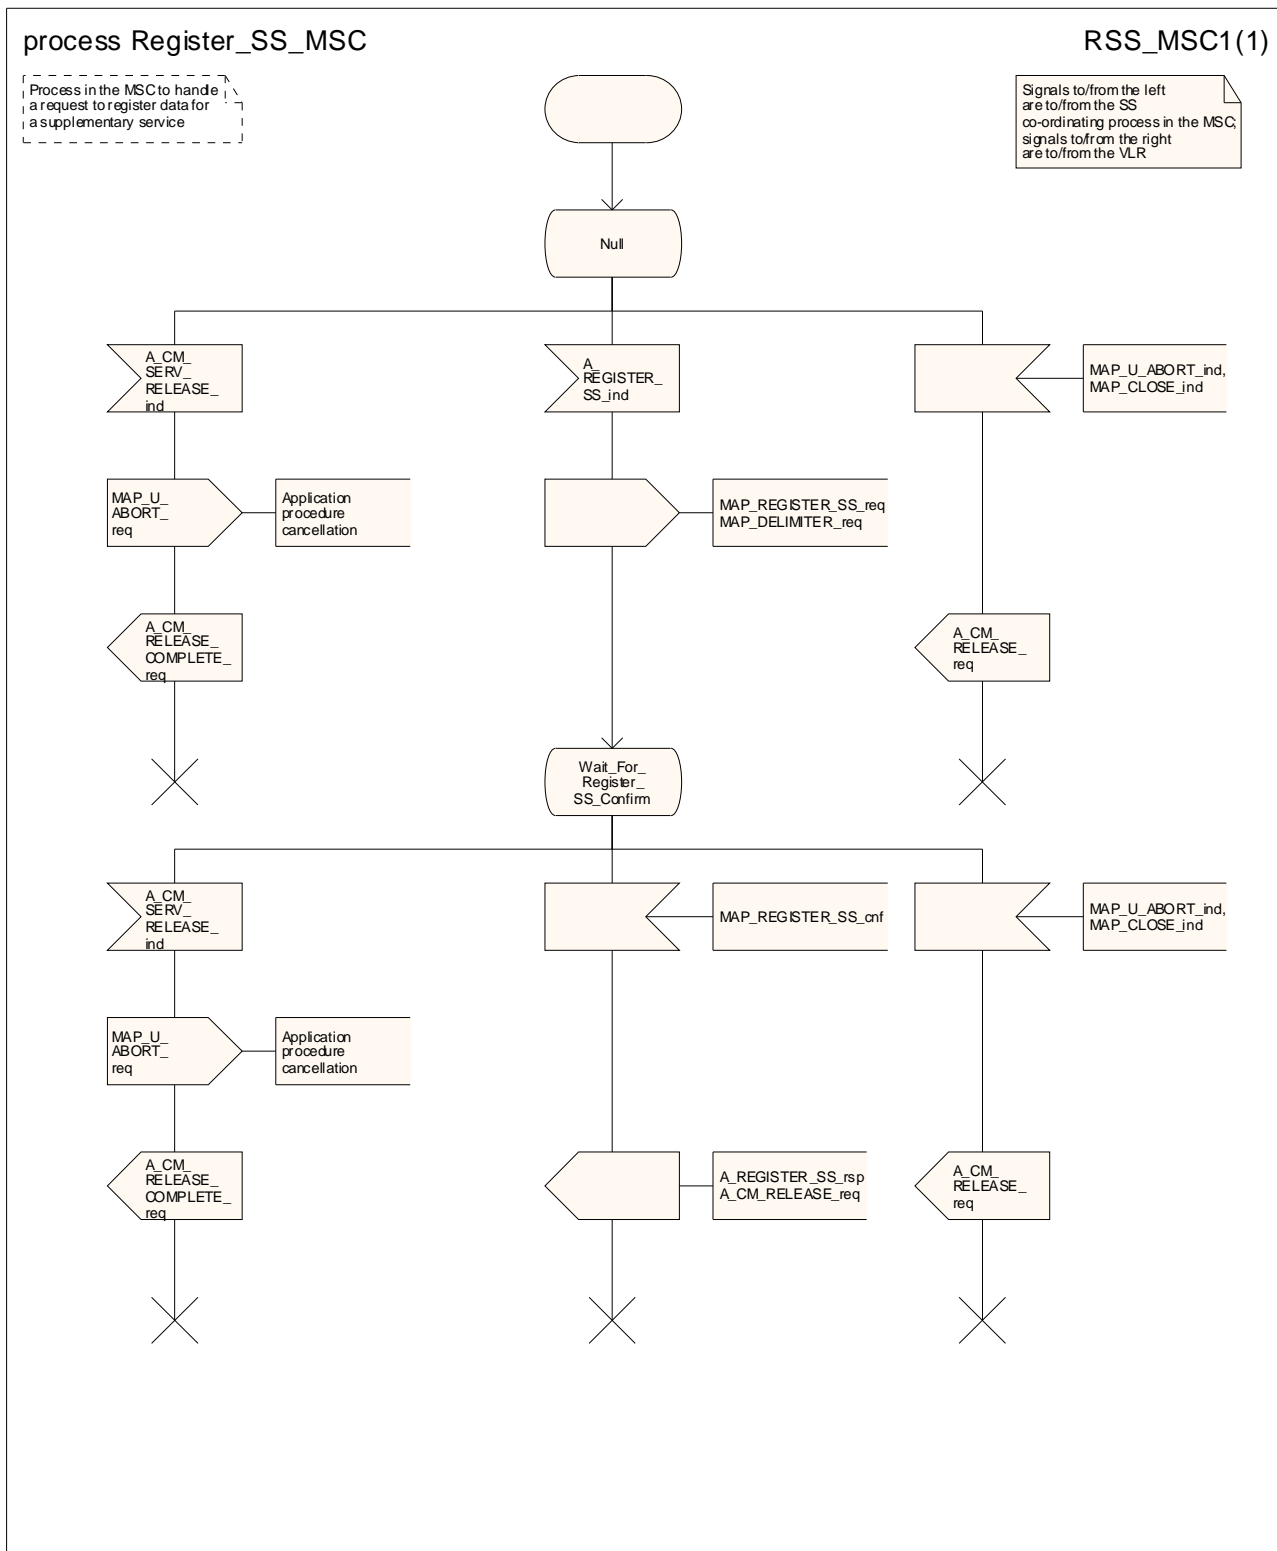 process Register_SS_MSC
RSS_MSC1(1)
Process in the MSC to handle
a request to register data for
a supplementary service
Signals to/from the left
are to/from the SS
co-ordinating process in the MSC;
signals to/from the right
are to/from the VLR
Null
A_CM_
SERV_
RELEASE_
ind
A_
REGISTER_
SS_ind
MAP_U_ABORT_ind,
MAP_CLOSE_ind
MAP_U_
ABORT_
req
Application
procedure
cancellation
MAP_REGISTER_SS_req
MAP_DELIMITER_req
A_CM_
RELEASE_
COMPLETE_
req
A_CM_
RELEASE_
req
Wait_For_
Register_
SS_Confirm
A_CM_
SERV_
RELEASE_
ind
MAP_REGISTER_SS_cnf
MAP_U_ABORT_ind,
MAP_CLOSE_ind
MAP_U_
ABORT_
req
Application
procedure
cancellation
A_CM_
RELEASE_
COMPLETE_
req
A_REGISTER_SS_rsp
A_CM_RELEASE_req
A_CM_
RELEASE_
req